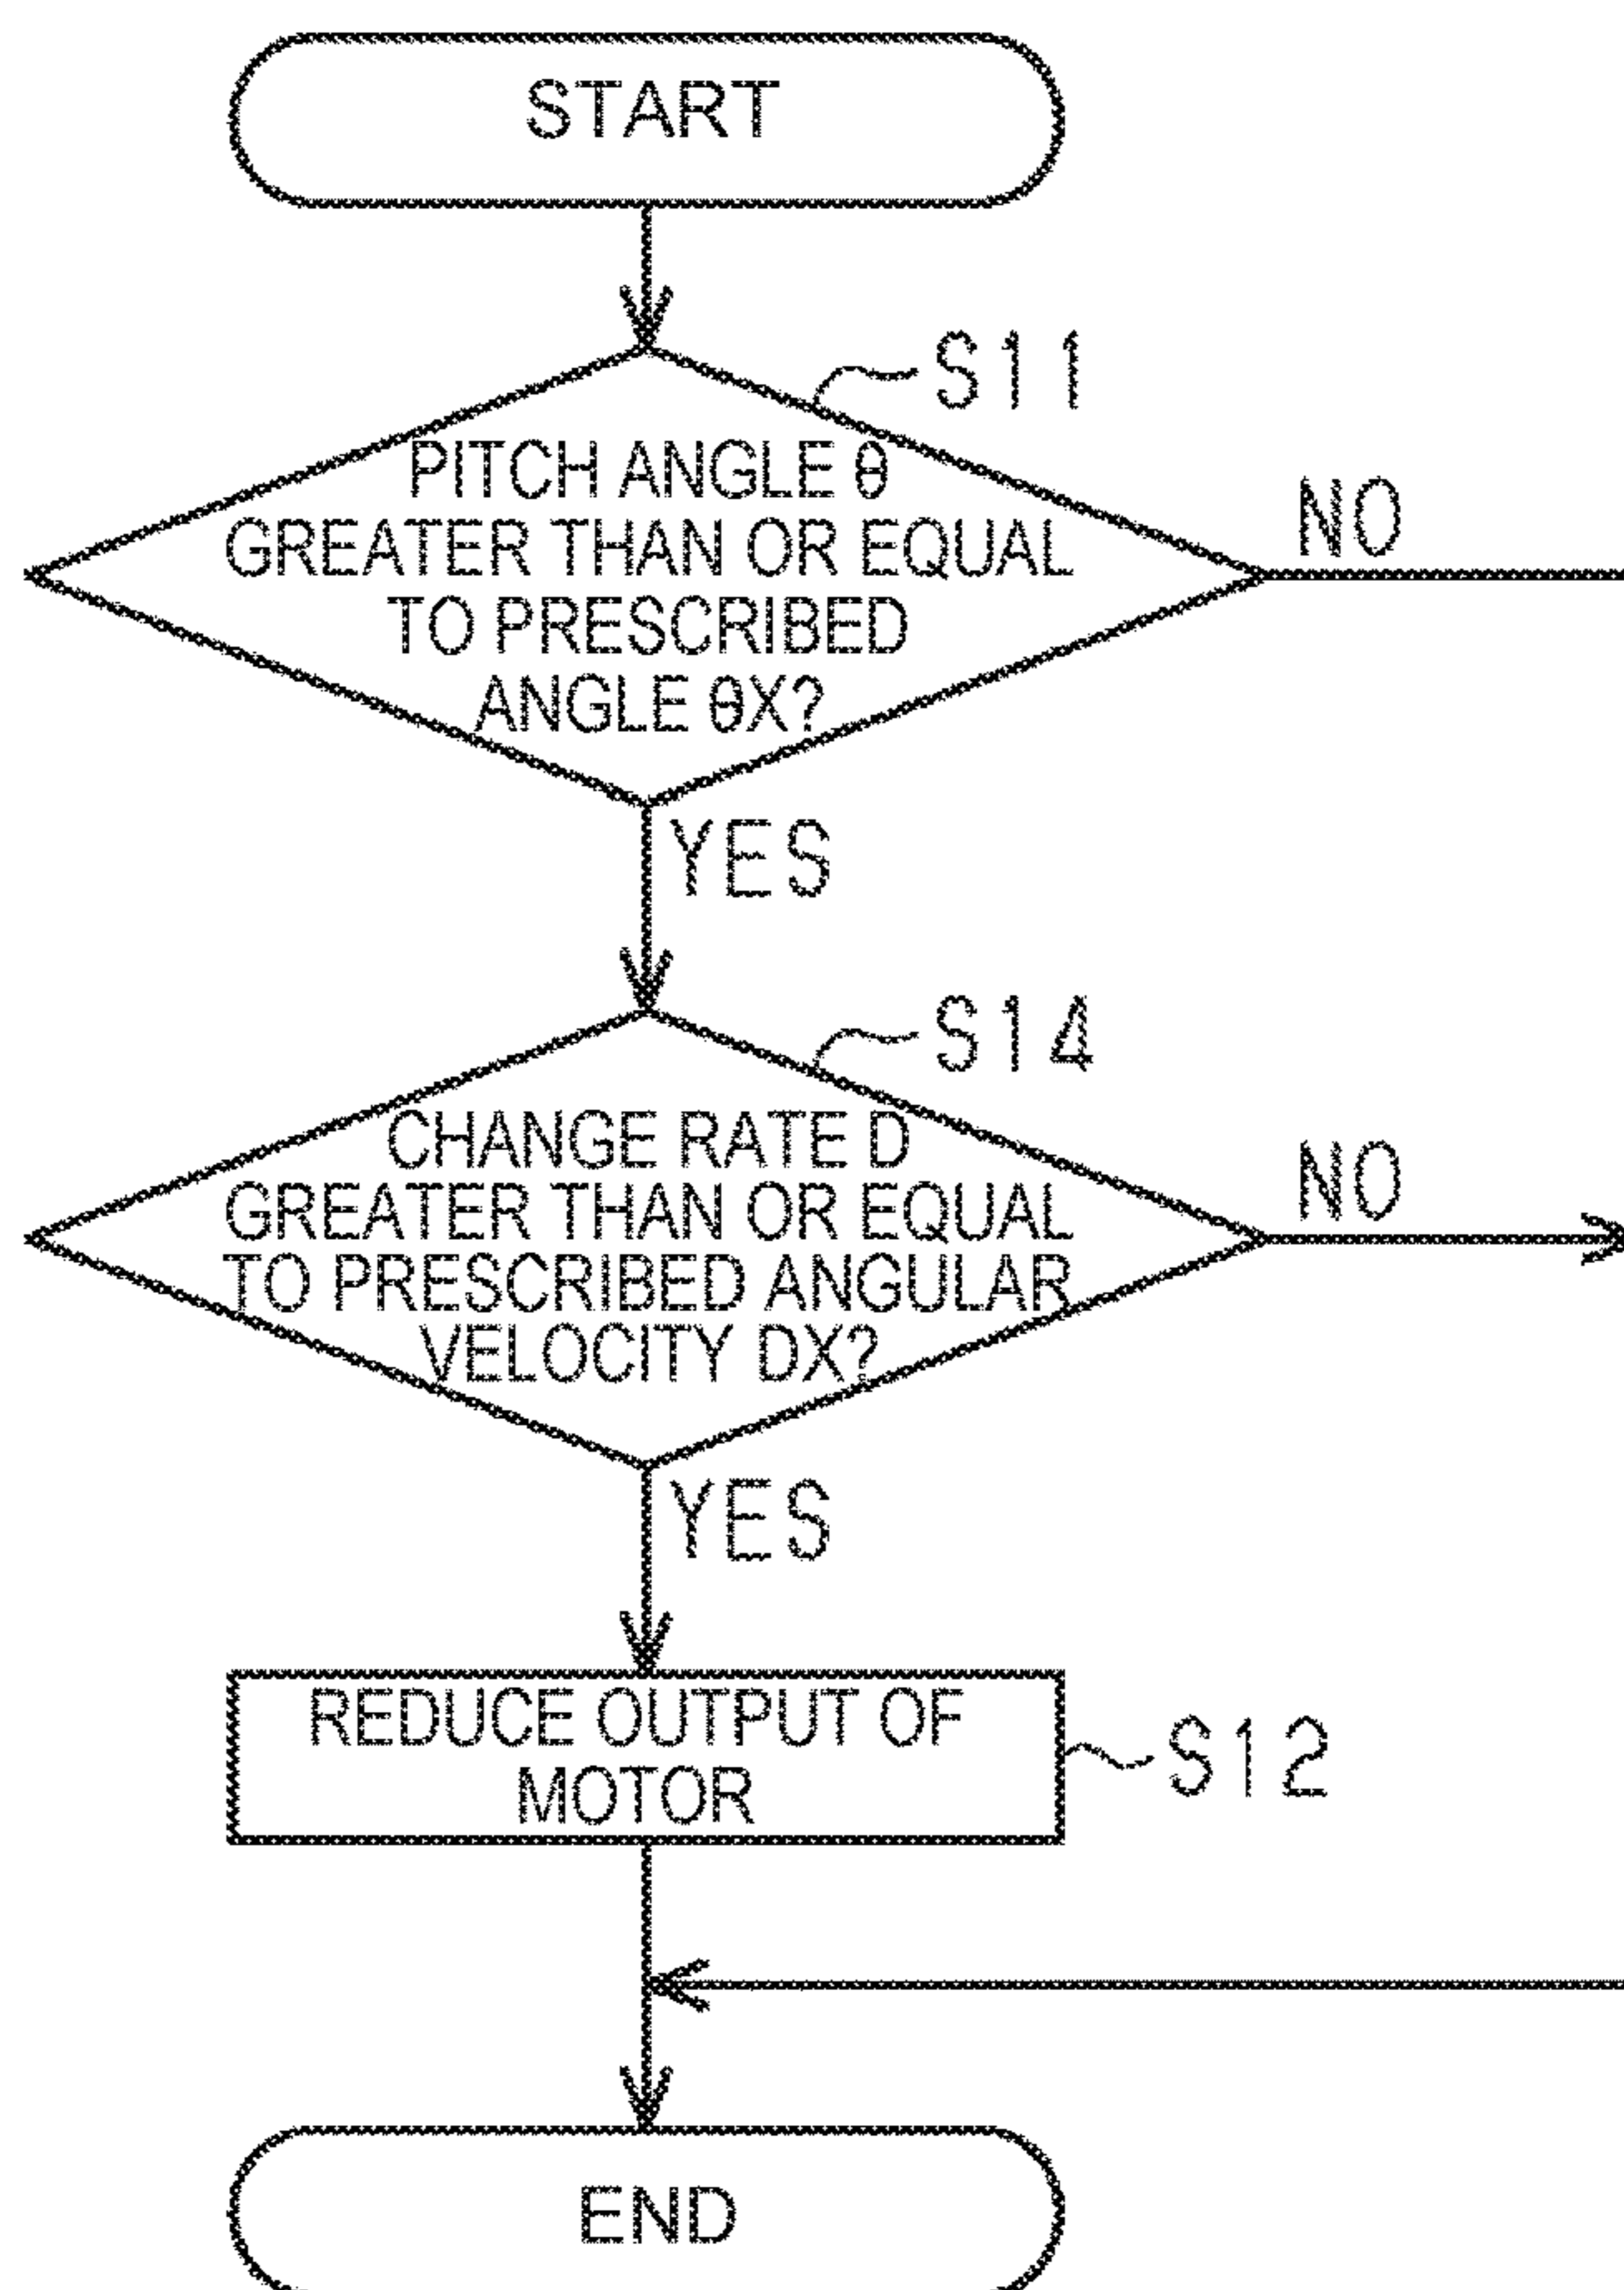 START
S11
PITCH ANGLE θ
GREATER THAN OR EQUAL
TO PRESCRIBED
ANGLE θX?
NO
YES
S14
CHANGE RATE D
GREATER THAN OR EQUAL
TO PRESCRIBED ANGULAR
VELOCITY DX?
NO
YES
REDUCE OUTPUT OF
MOTOR
S12
END